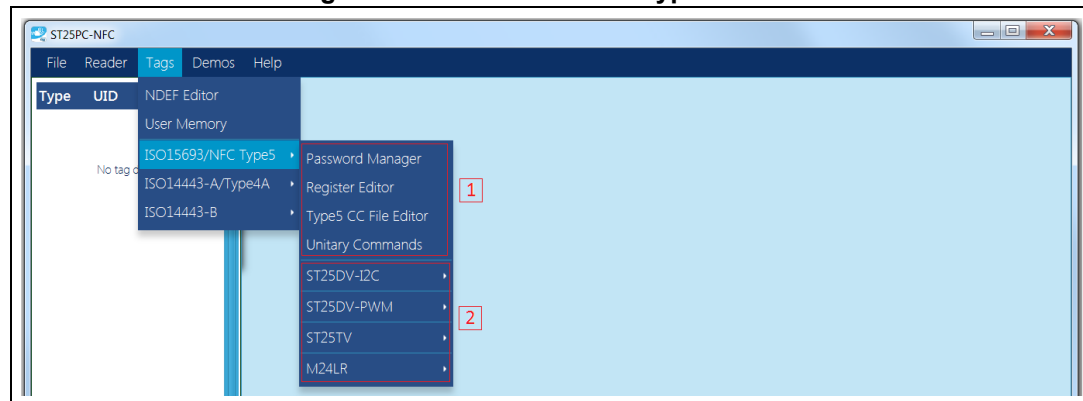 ST25PC-NFC
File Reader Tags Demos Help
Type UID
NDEF Editor
User Memory
ISO15693/NFC Type5
No tag
ISO14443-A/Type4A
ISO14443-B
Password Manager
Register Editor
1
Type5 CC File Editor
Unitary Commands
ST25DV-I2C
ST25DV-PWM
2
ST25TV
M24LR